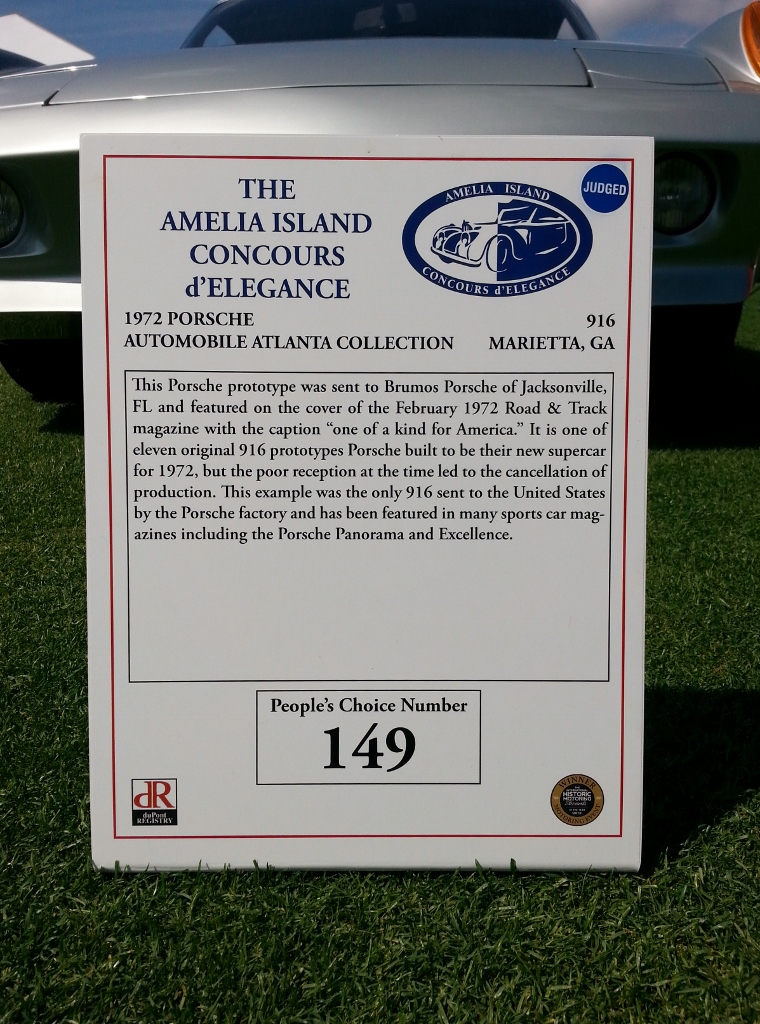 THE
AMELIA ISLAND
CONCOURS
d'ELEGANCE
AMELIA ISLAND
CONCOURS d'ELEGANCE
JUDGED
1972 PORSCHE 916
AUTOMOBILE ATLANTA COLLECTION MARIETTA, GA
This Porsche prototype was sent to Brumos Porsche of Jacksonville,
FL and featured on the cover of the February 1972 Road & Track
magazine with the caption “one of a kind for America.” It is one of
eleven original 916 prototypes Porsche built to be their new supercar
for 1972, but the poor reception at the time led to the cancellation of
production. This example was the only 916 sent to the United States
by the Porsche factory and has been featured in many sports car mag-
azines including the Porsche Panorama and Excellence.
People's Choice Number
149
dR
duPont
REGISTRY
WINNER
HISTORIC
MOTORING
Awards